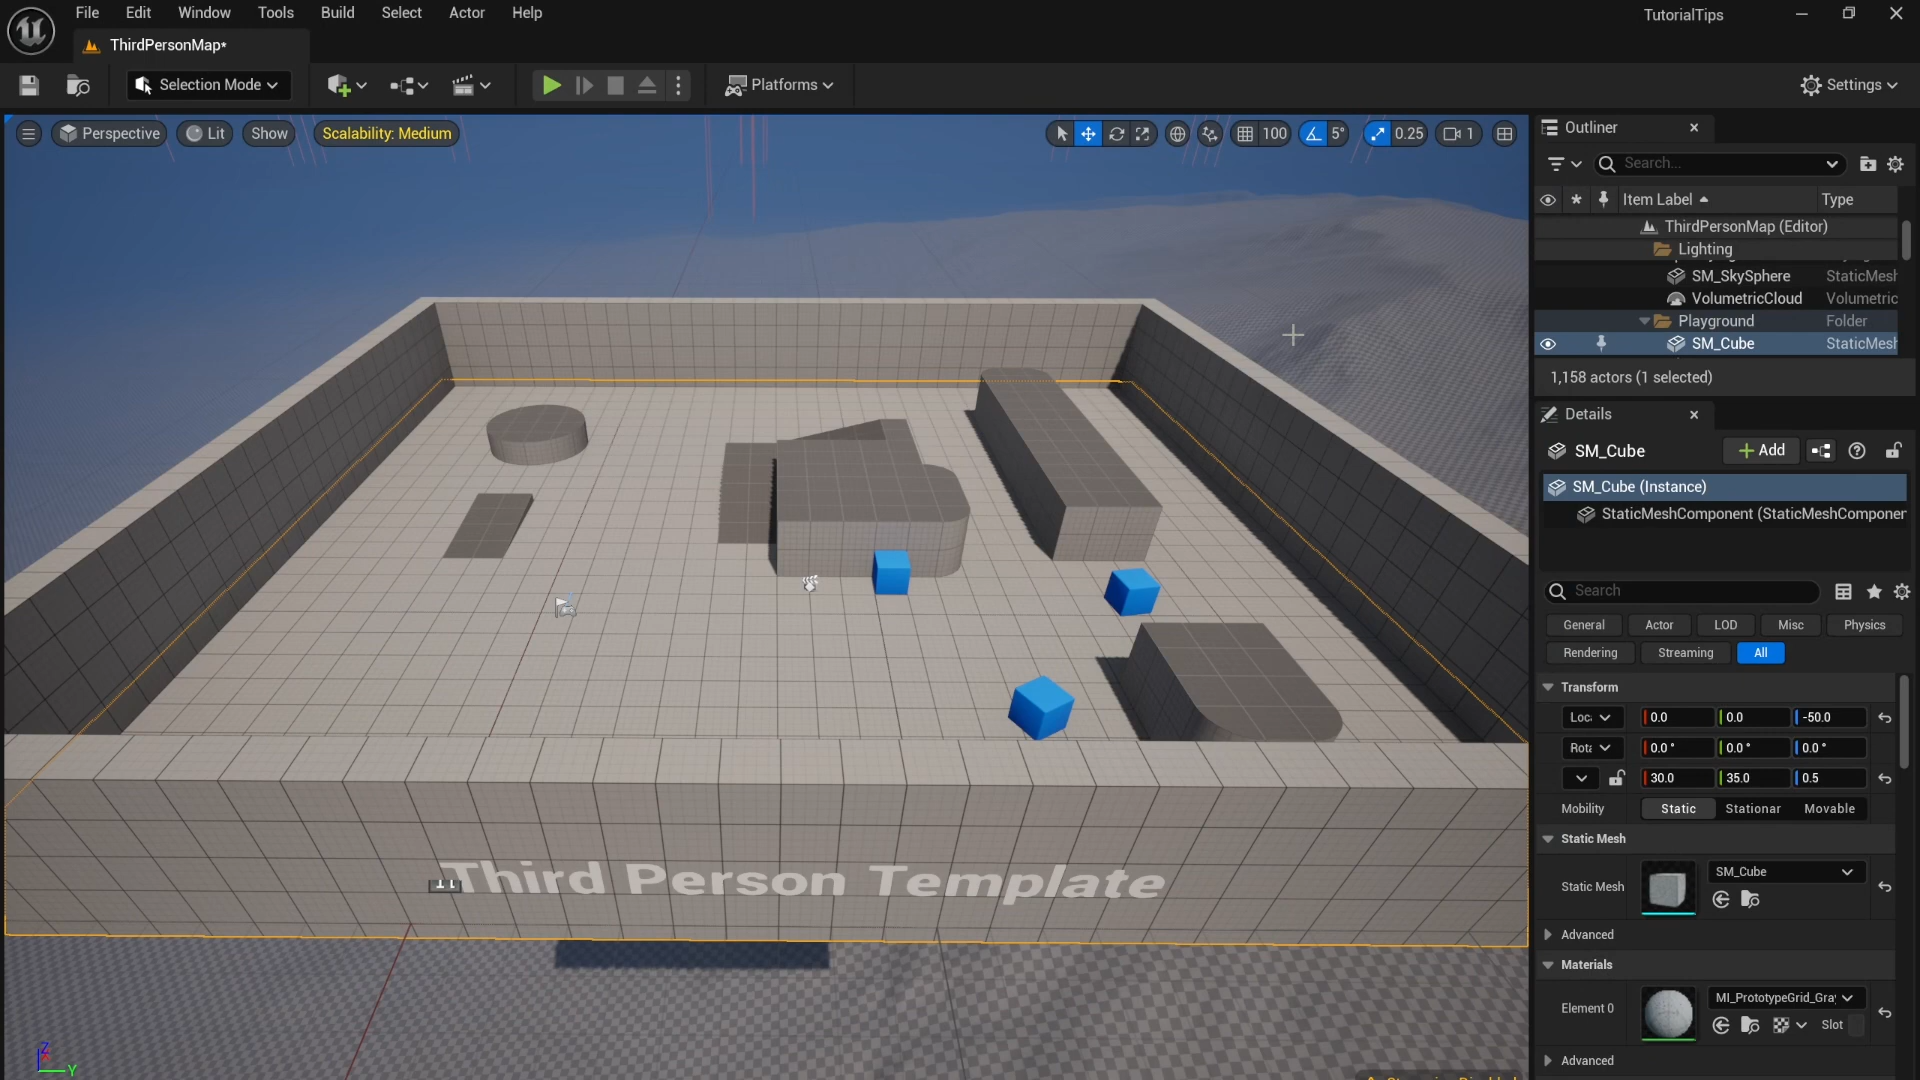 File Edit Window Tools Build Select Actor Help
TutorialTips
ThirdPersonMap*
Selection Mode
Platforms
Settings
Perspective Lit Show Scalability: Medium
100 5° 0.25 1
Outliner
Search...
Item Label Type
ThirdPersonMap (Editor)
Lighting
SM_SkySphere StaticMesh
VolumetricCloud Volumetric
Playground Folder
SM_Cube StaticMesh
1,158 actors (1 selected)
Details
SM_Cube Add
SM_Cube (Instance)
StaticMeshComponent (StaticMeshComponer
Search
General Actor LOD Misc Physics
Rendering Streaming All
Transform
Loc 0.0 0.0 -50.0
Rota 0.0 ° 0.0 ° 0.0 °
30.0 35.0 0.5
Mobility Static Stationar Movable
Static Mesh
Static Mesh SM_Cube
Advanced
Materials
Element 0 MI_PrototypeGrid_Gra
Slot
Advanced
Third Person Template
Z
Y